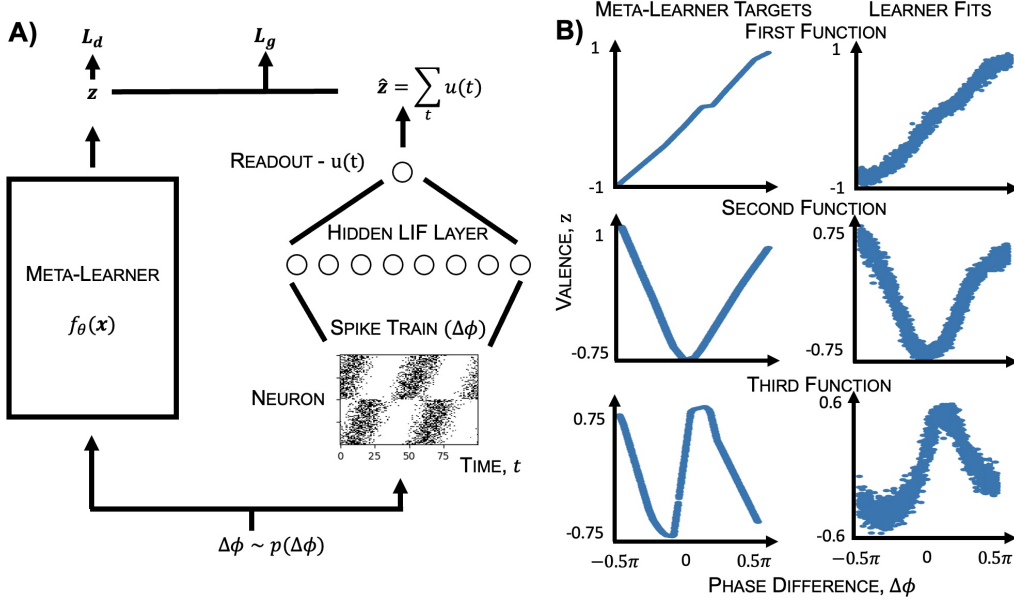 A)
L_d
L_g
z
ẑ = ∑_t u(t)
READOUT - u(t)
HIDDEN LIF LAYER
META-LEARNER
f_θ(x)
SPIKE TRAIN (Δϕ)
NEURON
0 25 50 75
TIME, t
Δϕ ~ p(Δϕ)
B)
META-LEARNER TARGETS LEARNER FITS
FIRST FUNCTION
1 1
-1 -1
SECOND FUNCTION
1 0.75
VALENCE, z
-0.75 -0.75
THIRD FUNCTION
0.75 0.6
-0.75 -0.6
−0.5π 0 0.5π −0.5π 0 0.5π
PHASE DIFFERENCE, Δϕ